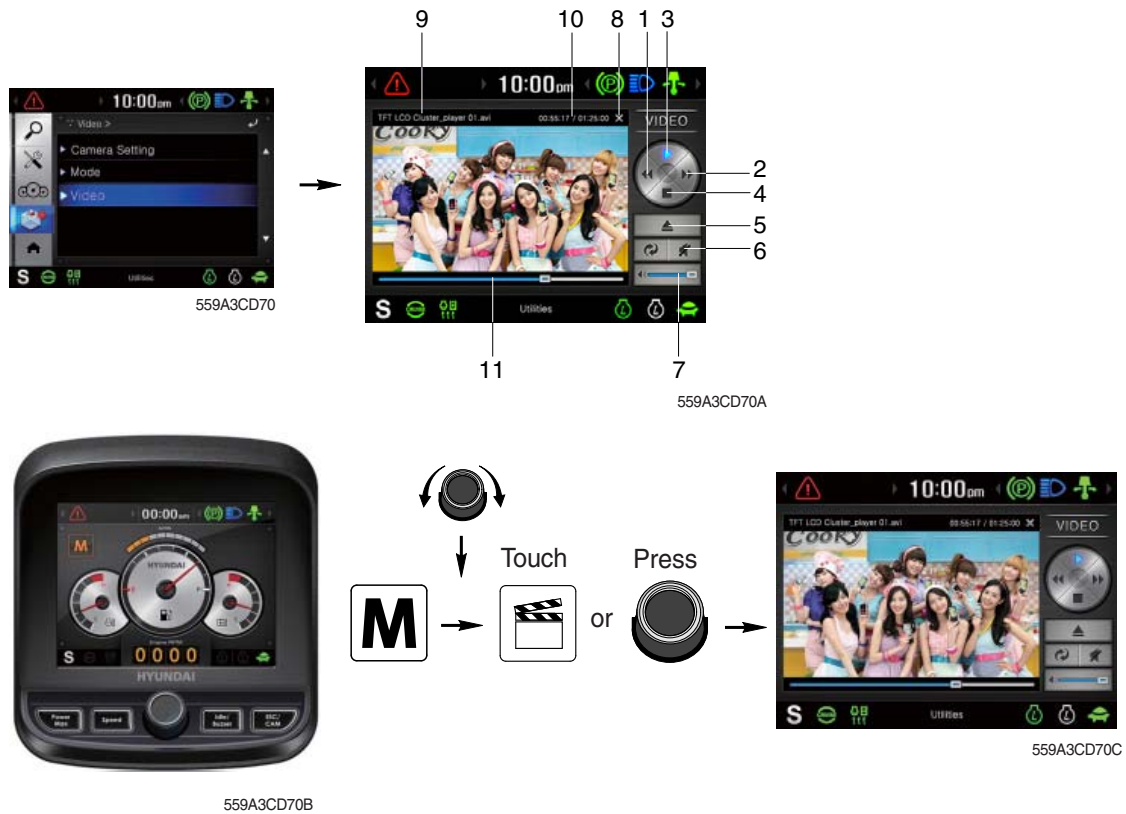 9 10 8 1 3
10:00pm
Video >
Camera Setting
Mode
Video
S Utilities
559A3CD70
10:00pm
TFT LCD Cluster_player 01.avi 00:55:17 / 01:25:00 X
VIDEO
Cooky
2
4
5
6
S Utilities
11 7
559A3CD70A
00:00am
M
HYUNDAI
E F
0000
S
HYUNDAI
Power Max
Speed
Idle/ Buzzer
ESC/ CAM
559A3CD70B
M
Touch
or
Press
10:00pm
TFT LCD Cluster_player 01.avi 00:55:17 / 01:25:00 X
VIDEO
Cooky
S Utilities
559A3CD70C